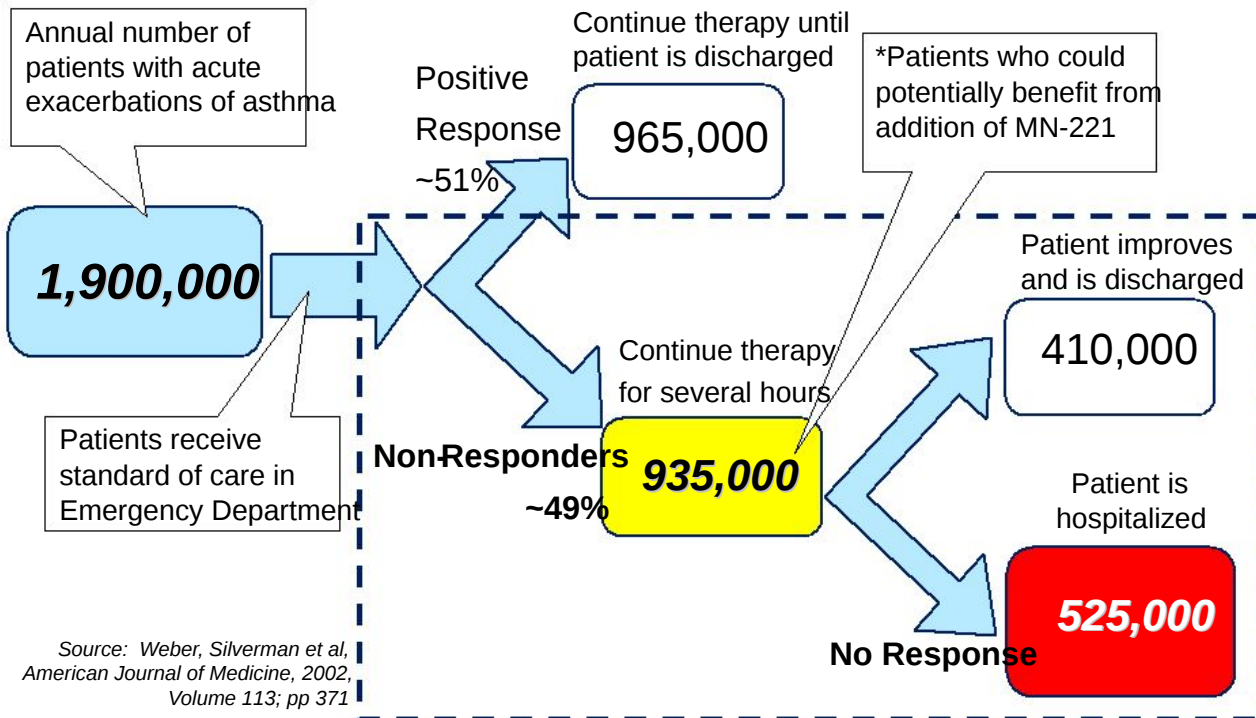 Annual number of
patients with acute
exacerbations of asthma
1,900,000
Patients receive
standard of care in
Emergency Department
Positive
Response
~51%
Continue therapy until
patient is discharged
965,000
*Patients who could
potentially benefit from
addition of MN-221
Non-Responders
~49%
Continue therapy
for several hours
935,000
Patient improves
and is discharged
410,000
Patient is
hospitalized
525,000
No Response
Source: Weber, Silverman et al,
American Journal of Medicine, 2002,
Volume 113; pp 371